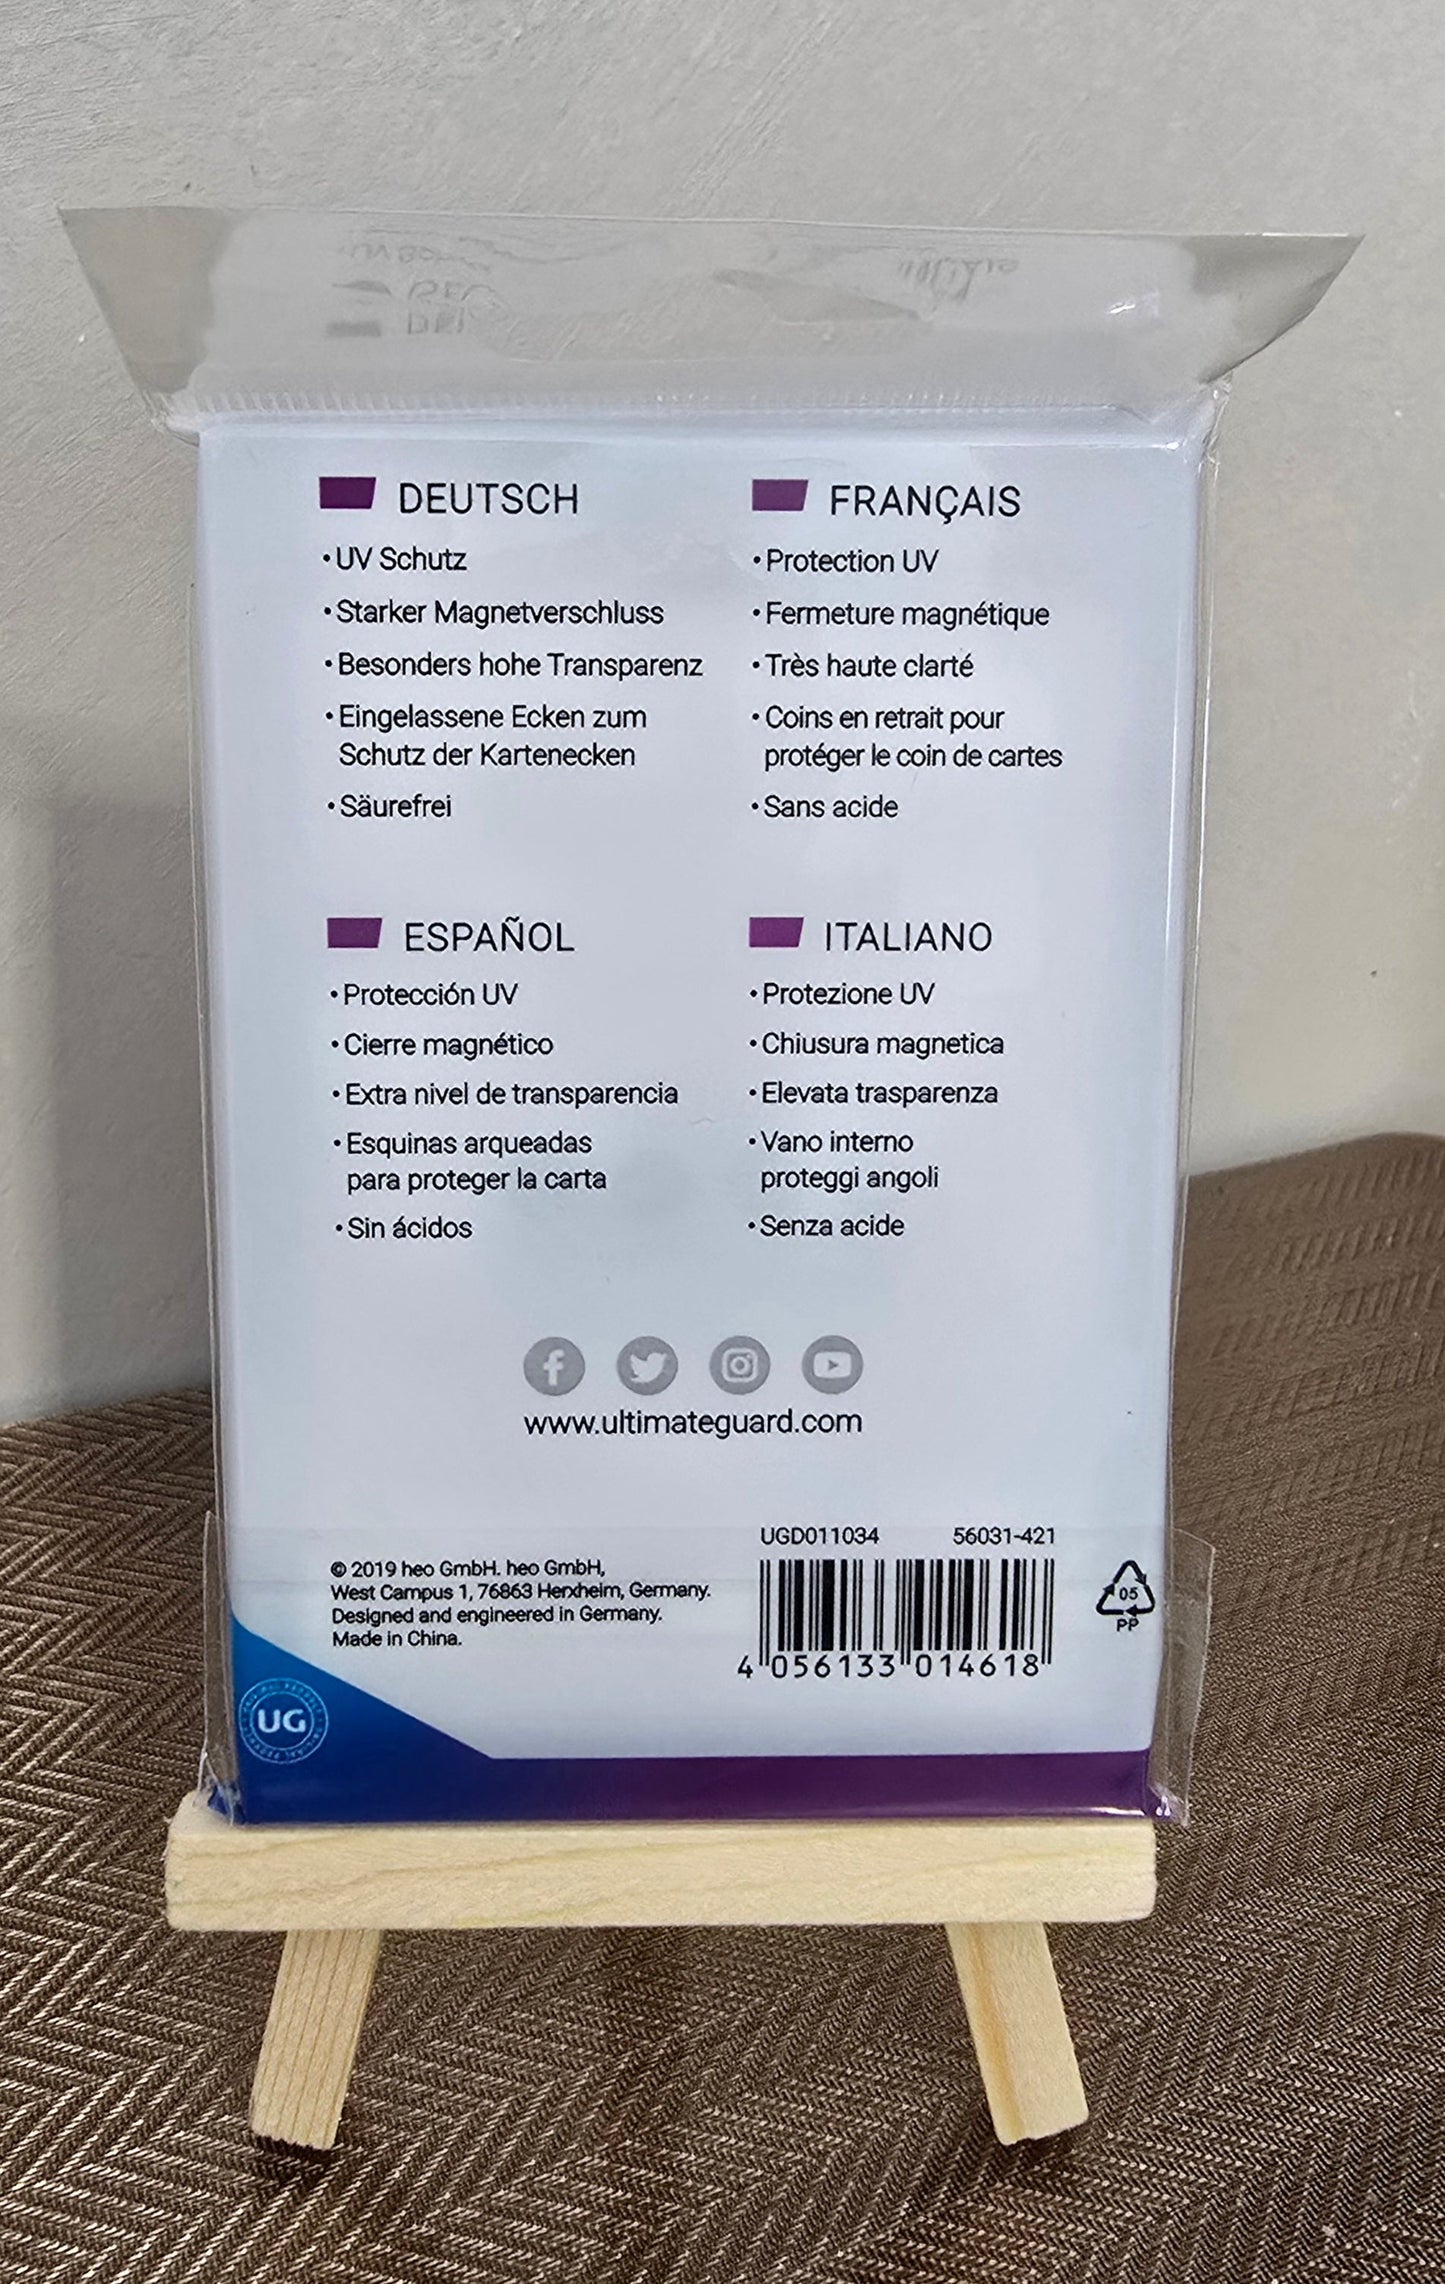 DEUTSCH
• UV Schutz
• Starker Magnetverschluss
• Besonders hohe Transparenz
• Eingelassene Ecken zum
Schutz der Kartenecken
• Säurefrei
FRANÇAIS
• Protection UV
• Fermeture magnétique
• Très haute clarté
• Coins en retrait pour
protéger le coin de cartes
• Sans acide
ESPAÑOL
• Protección UV
• Cierre magnético
• Extra nivel de transparencia
• Esquinas arqueadas
para proteger la carta
• Sin ácidos
ITALIANO
• Protezione UV
• Chiusura magnetica
• Elevata trasparenza
• Vano interno
proteggi angoli
• Senza acide
www.ultimateguard.com
© 2019 heo GmbH. heo GmbH,
West Campus 1, 76863 Herxheim, Germany.
Designed and engineered in Germany.
Made in China.
UGD011034 56031-421
4 056133 014618
05
PP
UG